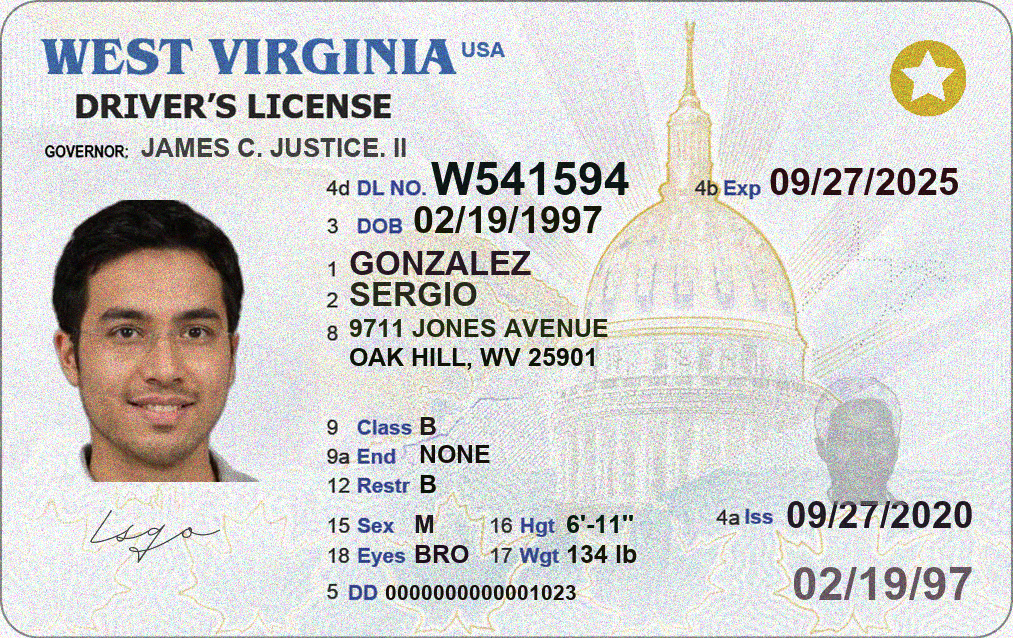 WEST VIRGINIA USA
DRIVER'S LICENSE
GOVERNOR: JAMES C. JUSTICE. II
4d DL NO. W541594 4b Exp 09/27/2025
3 DOB 02/19/1997
1 GONZALEZ
2 SERGIO
8 9711 JONES AVENUE
OAK HILL, WV 25901
9 Class B
9a End NONE
12 Restr B
15 Sex M 16 Hgt 6'-11" 4a Iss 09/27/2020
18 Eyes BRO 17 Wgt 134 lb
5 DD 0000000000001023
02/19/97